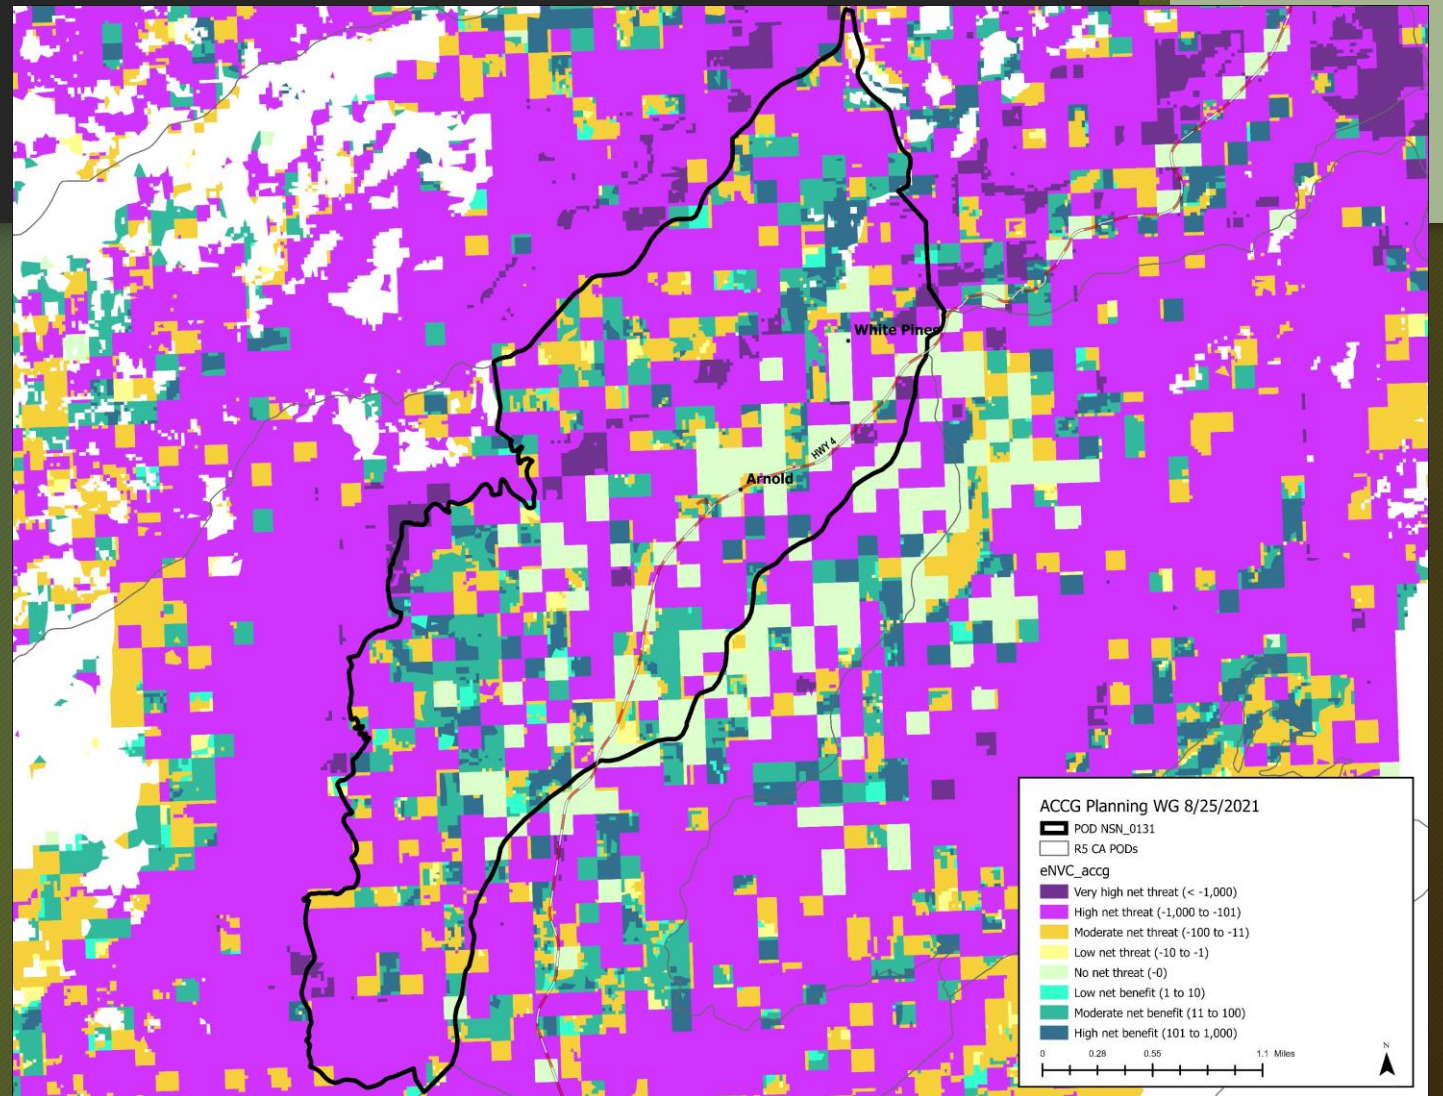 White Pines
HWY 4
Arnold
ACCG Planning WG 8/25/2021
POD NSN_0131
R5 CA PODs
eNVC_accg
Very high net threat (< -1,000)
High net threat (-1,000 to -101)
Moderate net threat (-100 to -11)
Low net threat (-10 to -1)
No net threat (-0)
Low net benefit (1 to 10)
Moderate net benefit (11 to 100)
High net benefit (101 to 1,000)
0 0.28 0.55 1.1 Miles
N